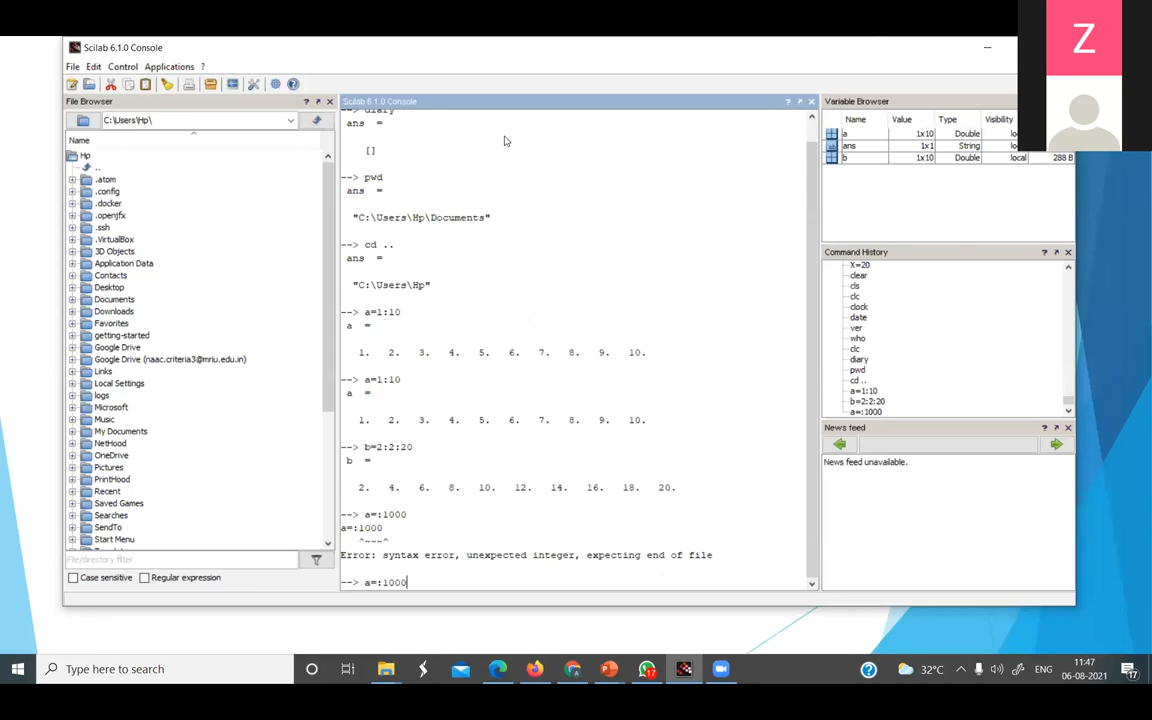 Scilab 6.1.0 Console
File Edit Control Applications ?
File Browser ? ↗ ×
C:\Users\Hp\
Name
Hp
..
.atom
.config
.docker
.openjfx
.ssh
.VirtualBox
3D Objects
Application Data
Contacts
Desktop
Documents
Downloads
Favorites
getting-started
Google Drive
Google Drive (naac.criteria3@mriu.edu.in)
Links
Local Settings
logs
Microsoft
Music
My Documents
NetHood
OneDrive
Pictures
PrintHood
Recent
Saved Games
Searches
SendTo
Start Menu
File/directory filter
Case sensitive Regular expression
Scilab 6.1.0 Console ? ↗ ×
--> diary
ans =
[]
--> pwd
ans =
"C:\Users\Hp\Documents"
--> cd ..
ans =
"C:\Users\Hp"
--> a=1:10
a =
1. 2. 3. 4. 5. 6. 7. 8. 9. 10.
--> a=1:10
a =
1. 2. 3. 4. 5. 6. 7. 8. 9. 10.
--> b=2:2:20
b =
2. 4. 6. 8. 10. 12. 14. 16. 18. 20.
--> a=:1000
a=:1000
^~~~^
Error: syntax error, unexpected integer, expecting end of file
--> a=:1000
Variable Browser
Name Value Type Visibility
a 1x10 Double
ans 1x1 String
b 1x10 Double local 288 B
Command History ? ↗ ×
X=20
clear
cls
clc
clock
date
ver
who
clc
diary
pwd
cd ..
a=1:10
b=2:2:20
a=:1000
News feed ? ↗ ×
News feed unavailable.
Z
Type here to search
17
32°C
ENG
11:47
06-08-2021
17